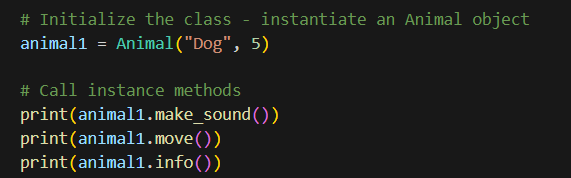 # Initialize the class - instantiate an Animal object
animal1 = Animal("Dog", 5)

# Call instance methods
print(animal1.make_sound())
print(animal1.move())
print(animal1.info())